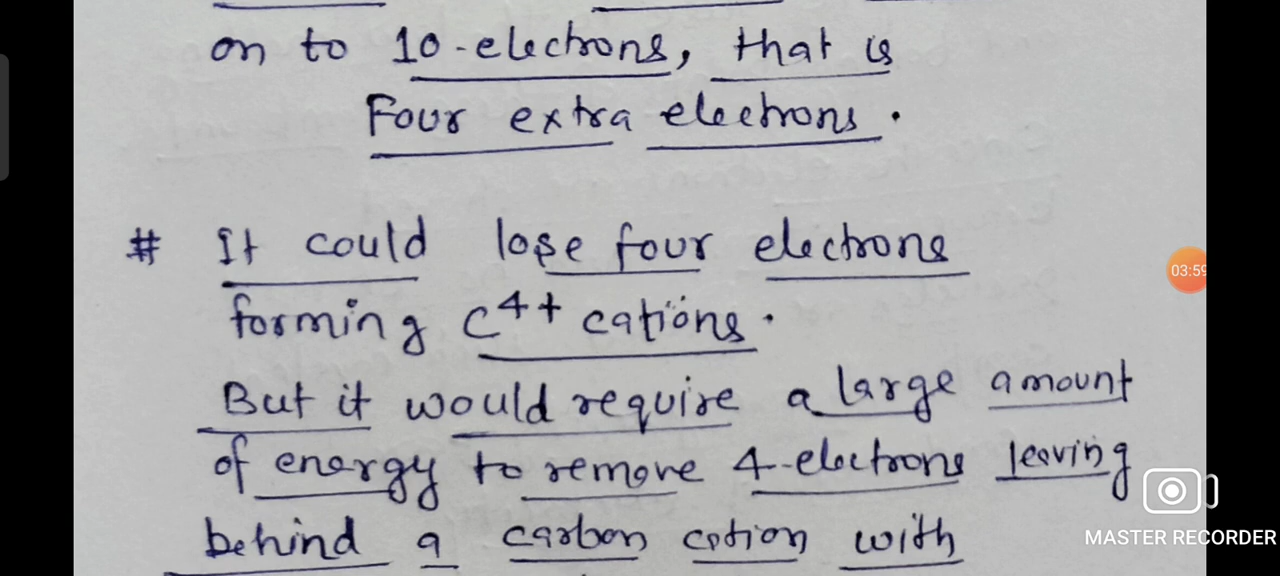 on to 10-electrons, that is
Four extra electrons.
# It could lose four electrons
forming C⁴⁺ cations.
But it would require a large amount
of energy to remove 4-electrons leaving
behind a carbon cation with
03:59
MASTER RECORDER